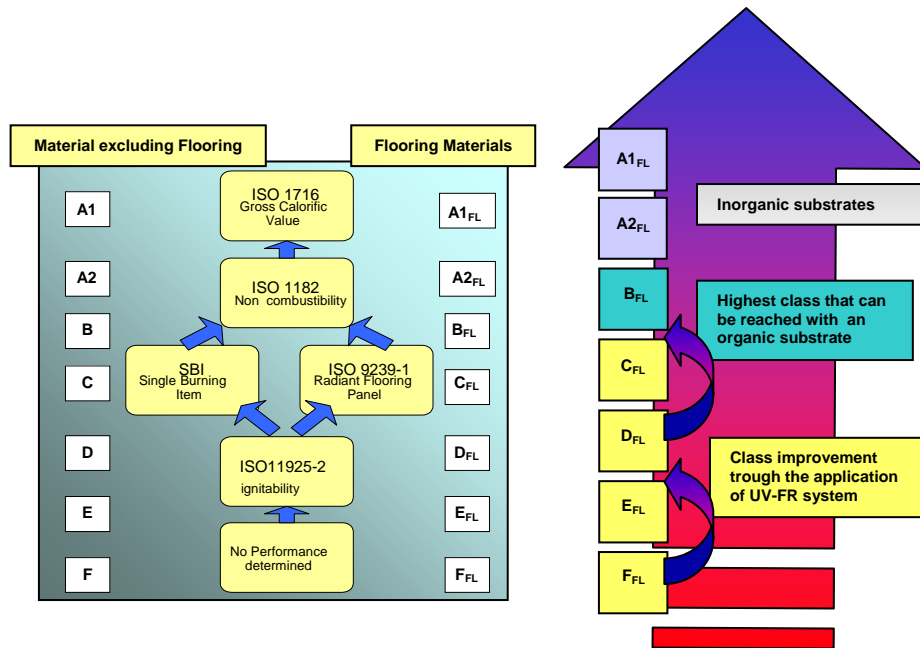 Material excluding Flooring
Flooring Materials
A1
A2
B
C
D
E
F
ISO 1716
Gross Calorific
Value
ISO 1182
Non combustibility
SBI
Single Burning
Item
ISO 9239-1
Radiant Flooring
Panel
ISO11925-2
ignitability
No Performance
determined
A1FL
A2FL
BFL
CFL
DFL
EFL
FFL
A1FL
A2FL
BFL
CFL
DFL
EFL
FFL
Inorganic substrates
Highest class that can
be reached with an
organic substrate
Class improvement
trough the application
of UV-FR system